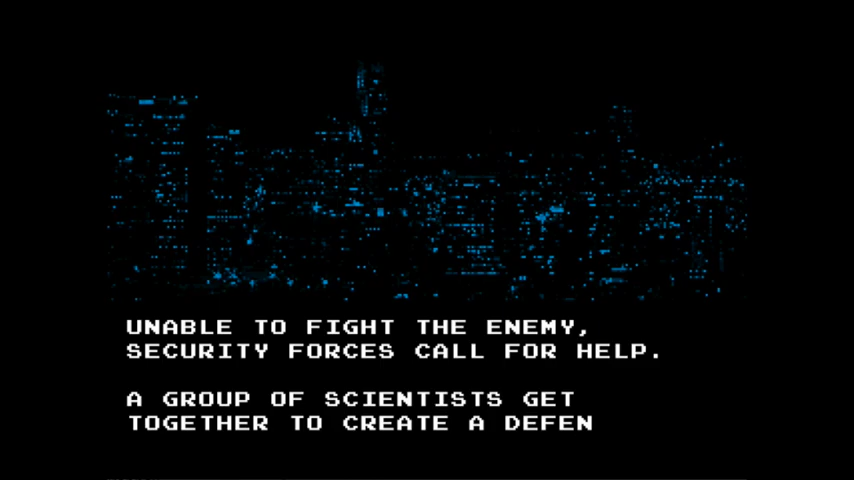 UNABLE TO FIGHT THE ENEMY,
SECURITY FORCES CALL FOR HELP.
A GROUP OF SCIENTISTS GET
TOGETHER TO CREATE A DEFEN